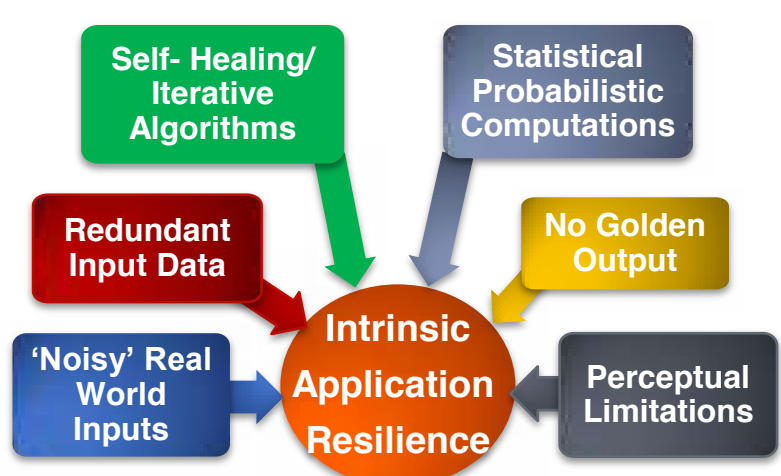 Self- Healing/
Iterative
Algorithms
Statistical
Probabilistic
Computations
Redundant
Input Data
No Golden
Output
‘Noisy’ Real
World
Inputs
Intrinsic
Application
Resilience
Perceptual
Limitations